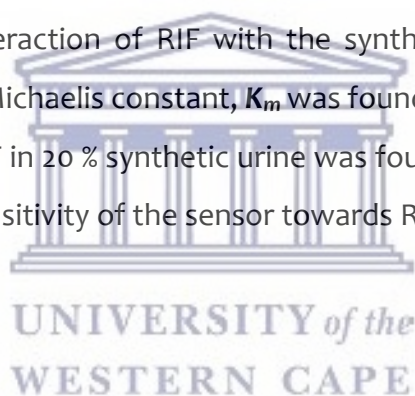 eraction of RIF with the synth
Michaelis constant, Km was found
in 20 % synthetic urine was fou
sitivity of the sensor towards R
UNIVERSITY of the
WESTERN CAPE